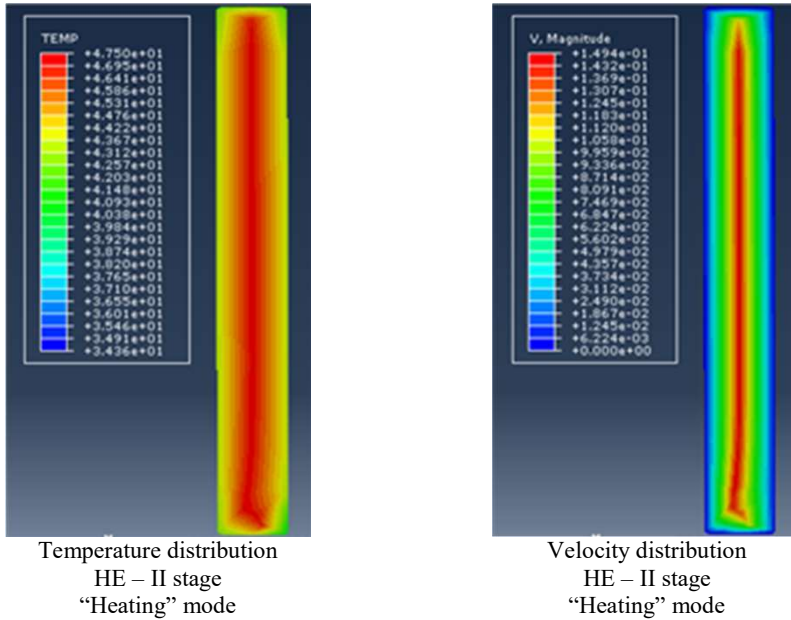 TEMP
+4.750e+01
+4.695e+01
+4.641e+01
+4.586e+01
+4.531e+01
+4.476e+01
+4.422e+01
+4.367e+01
+4.312e+01
+4.257e+01
+4.203e+01
+4.148e+01
+4.093e+01
+4.038e+01
+3.984e+01
+3.929e+01
+3.874e+01
+3.820e+01
+3.765e+01
+3.710e+01
+3.655e+01
+3.601e+01
+3.546e+01
+3.491e+01
+3.436e+01
V, Magnitude
+1.494e-01
+1.432e-01
+1.369e-01
+1.307e-01
+1.245e-01
+1.183e-01
+1.120e-01
+1.058e-01
+9.959e-02
+9.336e-02
+8.714e-02
+8.091e-02
+7.469e-02
+6.847e-02
+6.224e-02
+5.602e-02
+4.979e-02
+4.357e-02
+3.734e-02
+3.112e-02
+2.490e-02
+1.867e-02
+1.245e-02
+6.224e-03
+0.000e+00
Temperature distribution
HE – II stage
“Heating” mode
Velocity distribution
HE – II stage
“Heating” mode